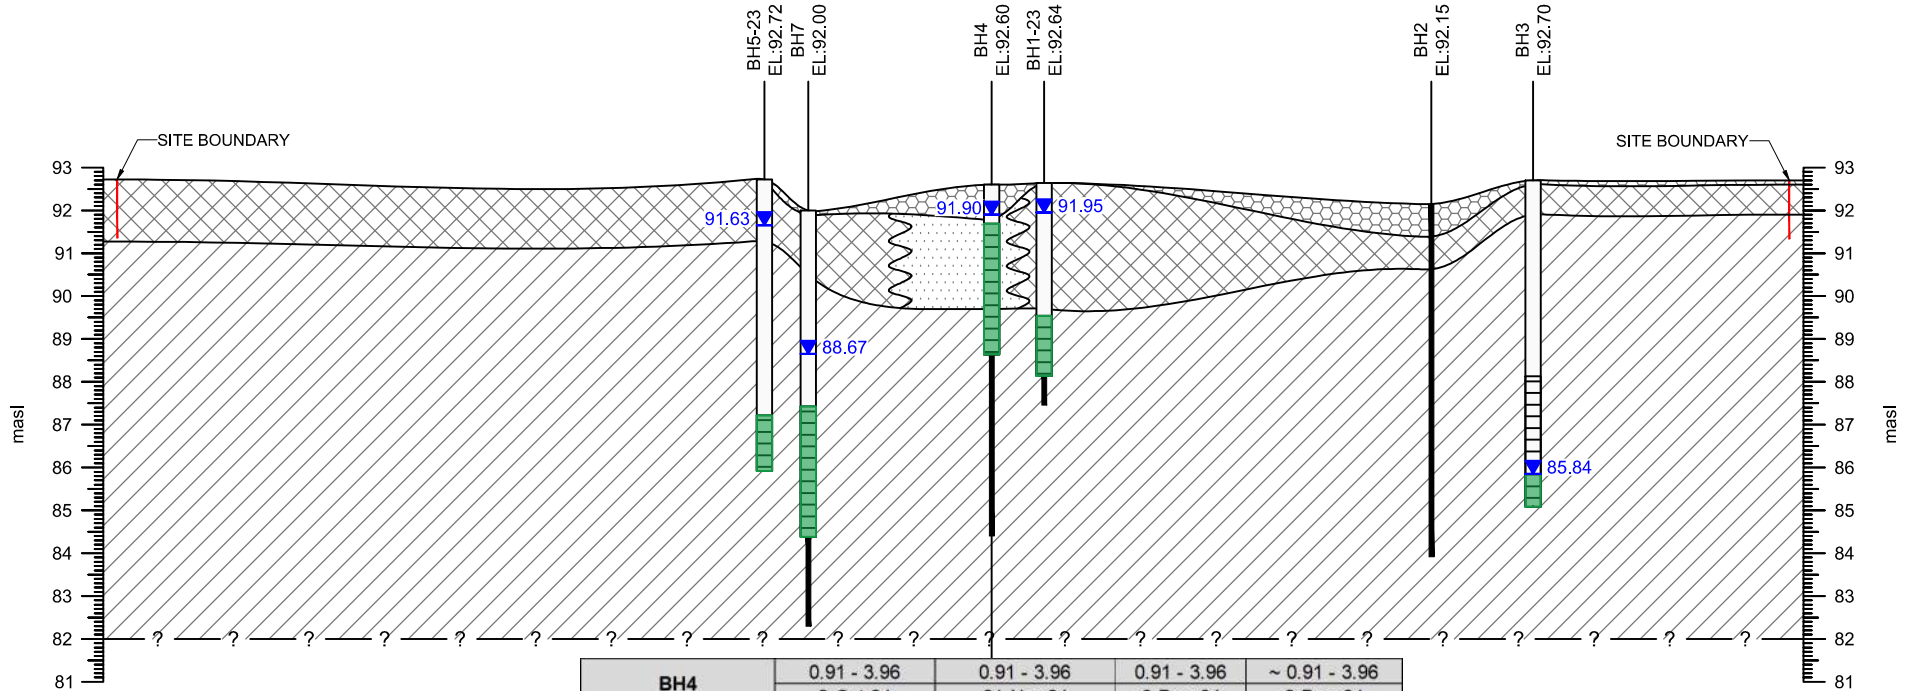 BH5-23
EL:92.72
BH7
EL:92.00
BH4
EL:92.60
BH1-23
EL:92.64
BH2
EL:92.15
BH3
EL:92.70
SITE BOUNDARY
SITE BOUNDARY
93
92
91
90
89
88
87
86
85
84
83
82
81
masl
91.63
88.67
91.90
91.95
85.84
93
92
91
90
89
88
87
86
85
84
83
82
81
masl
? ? ? ? ? ? ? ? ? ? ? ? ? ? ? ? ? ? ? ? ? ?
BH4 0.91 - 3.96 0.91 - 3.96 0.91 - 3.96 ~ 0.91 - 3.96